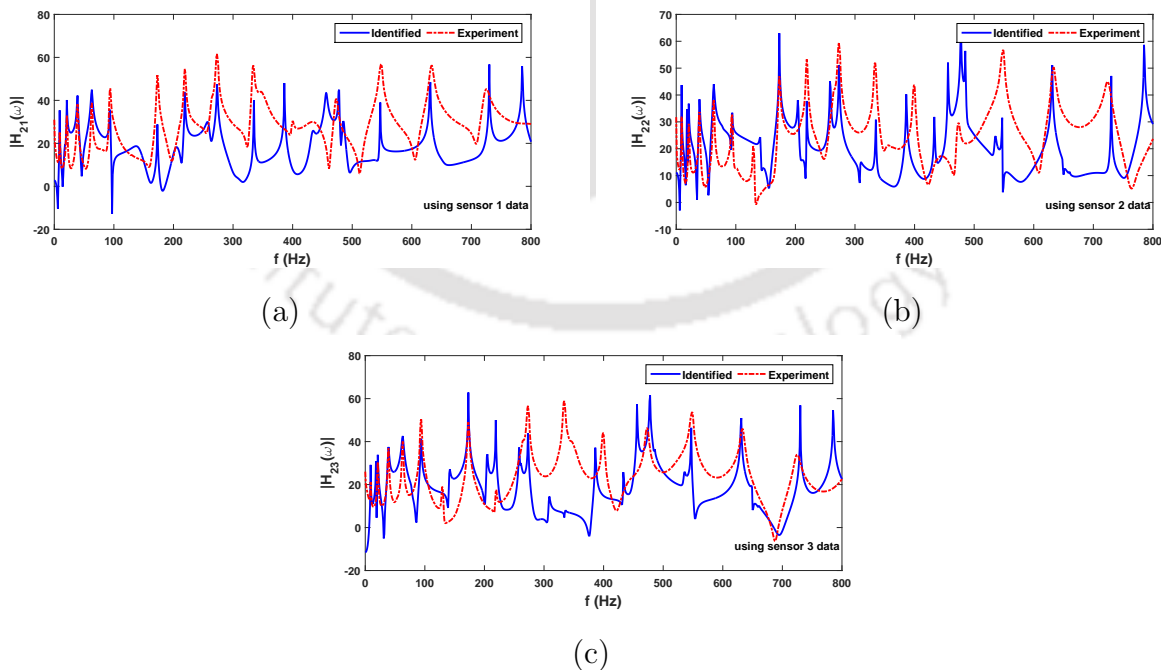 80
60
40
20
0
-20
|H21(ω)|
Identified Experiment
using sensor 1 data
0 100 200 300 400 500 600 700 800
f (Hz)
(a)
70
60
50
40
30
20
10
0
-10
|H22(ω)|
Identified Experiment
using sensor 2 data
0 100 200 300 400 500 600 700 800
f (Hz)
(b)
80
60
40
20
0
-20
|H23(ω)|
Identified Experiment
using sensor 3 data
0 100 200 300 400 500 600 700 800
f (Hz)
(c)